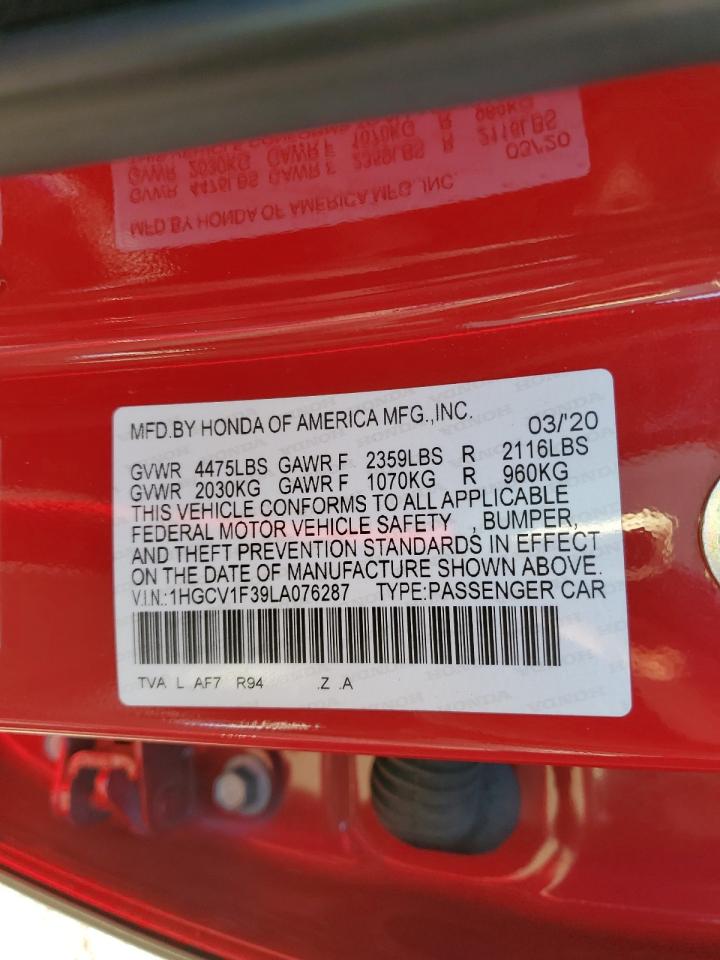 MFD.BY HONDA OF AMERICA MFG.,INC. 03/'20
GVWR 4475LBS GAWR F 2359LBS R 2116LBS
GVWR 2030KG GAWR F 1070KG R 960KG
THIS VEHICLE CONFORMS TO ALL APPLICABLE
FEDERAL MOTOR VEHICLE SAFETY , BUMPER,
AND THEFT PREVENTION STANDARDS IN EFFECT
ON THE DATE OF MANUFACTURE SHOWN ABOVE.
V.I.N.:1HGCV1F39LA076287 TYPE:PASSENGER CAR
TVA L AF7 R94 .Z .A